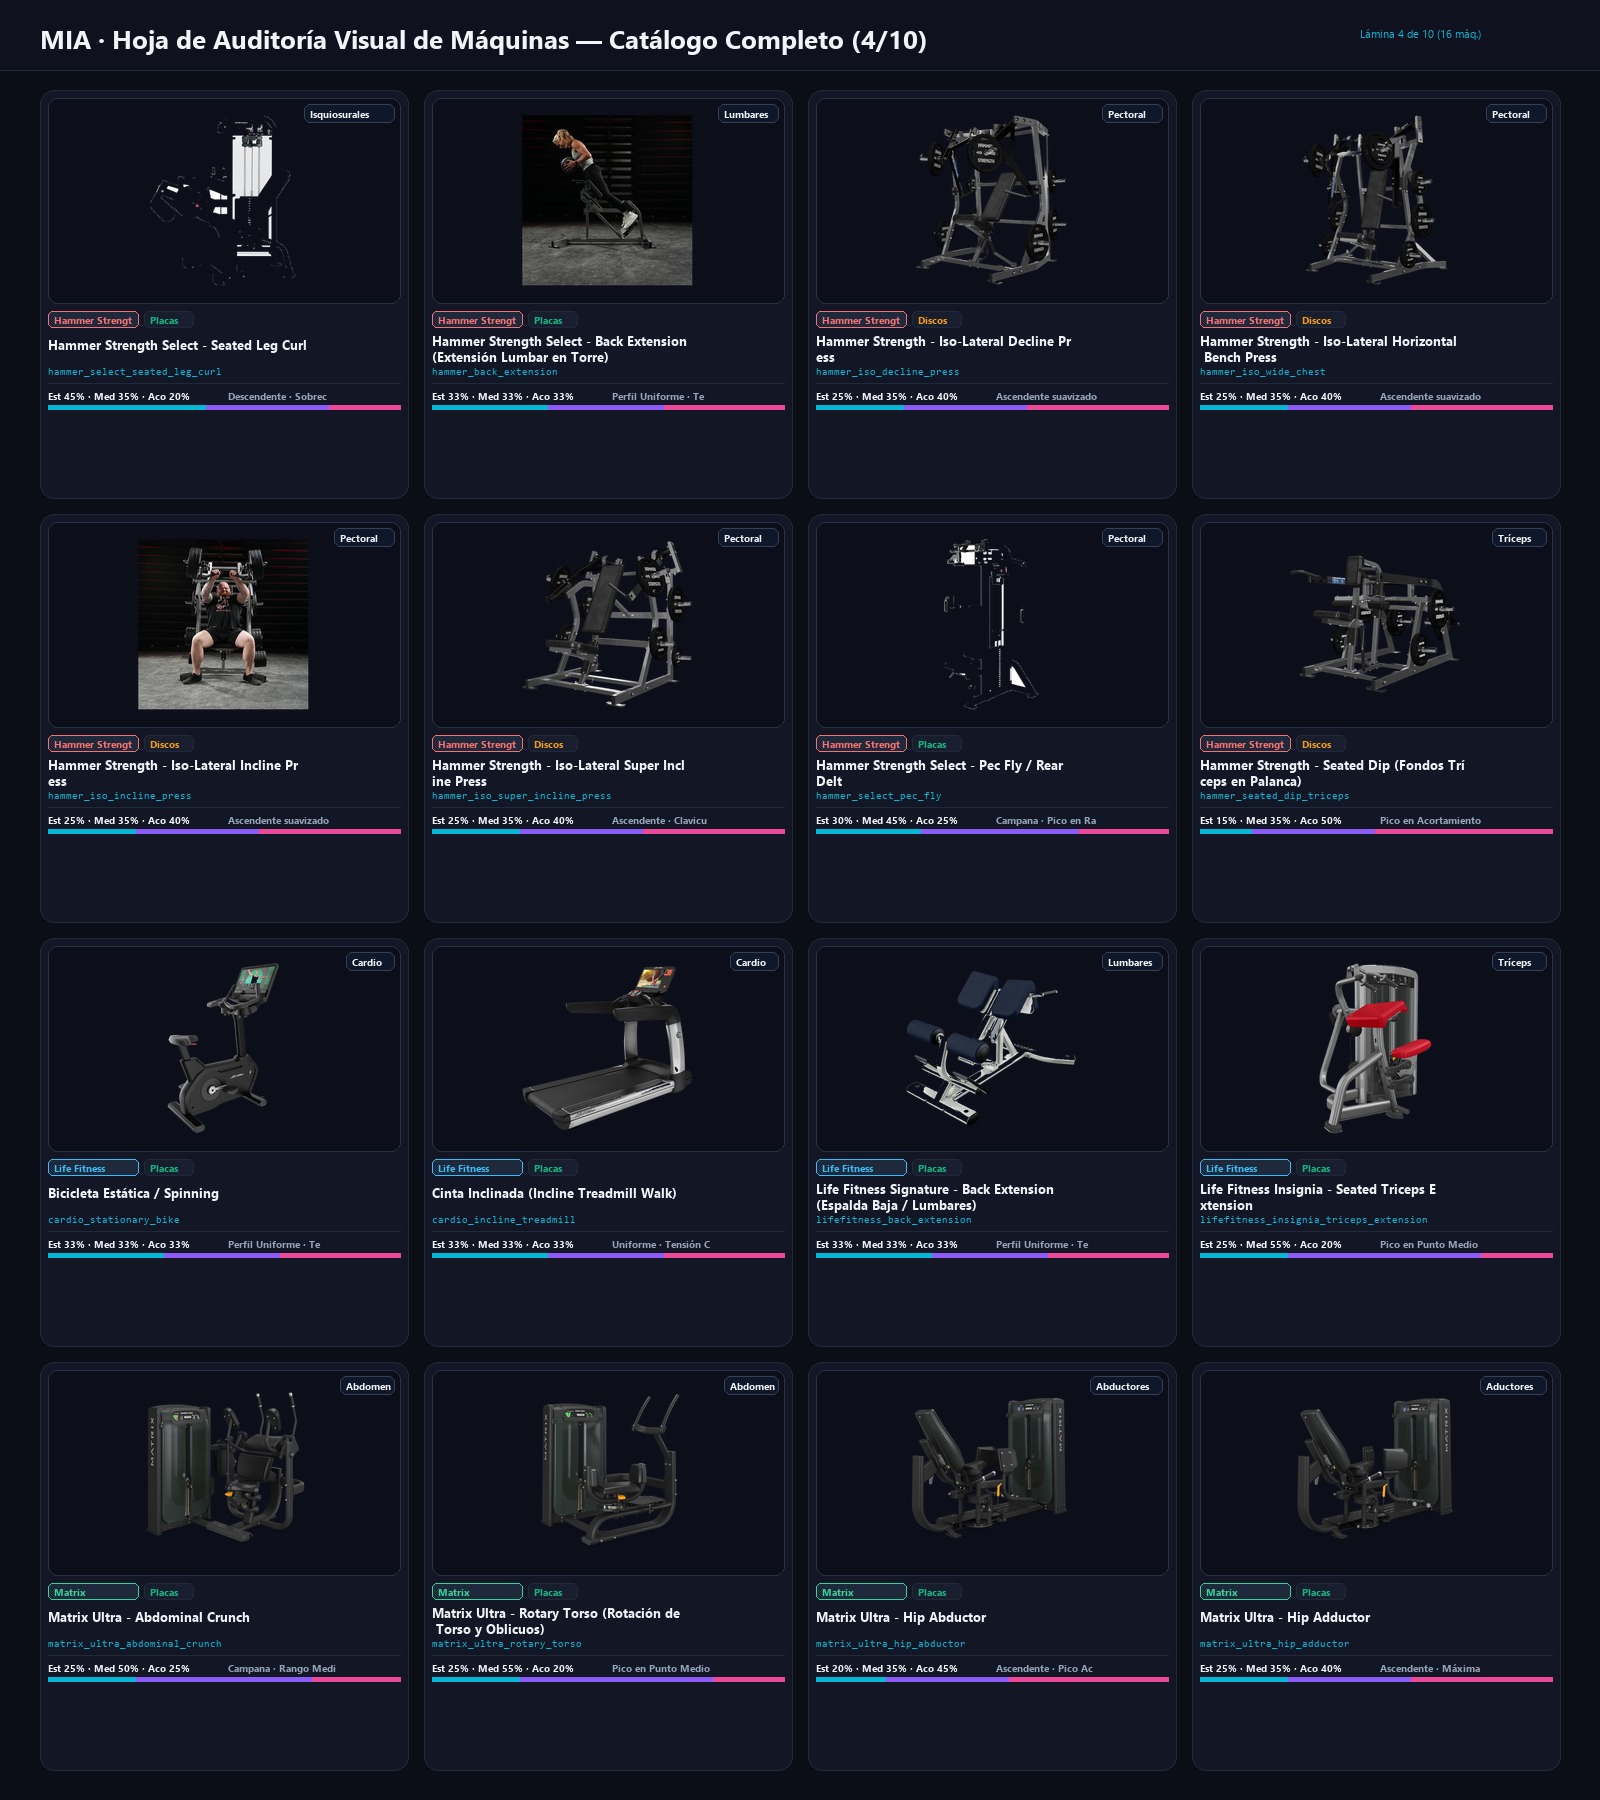 MIA · Hoja de Auditoría Visual de Máquinas — Catálogo Completo (4/10)
Lámina 4 de 10 (16 máq.)
Isquiosurales
Hammer Strengt
Placas
Hammer Strength Select - Seated Leg Curl
hammer_select_seated_leg_curl
Est 45% · Med 35% · Aco 20%
Descendente · Sobrec
Lumbares
Hammer Strengt
Placas
Hammer Strength Select - Back Extension
(Extensión Lumbar en Torre)
hammer_back_extension
Est 33% · Med 33% · Aco 33%
Perfil Uniforme · Te
Pectoral
Hammer Strengt
Discos
Hammer Strength - Iso-Lateral Decline Pr
ess
hammer_iso_decline_press
Est 25% · Med 35% · Aco 40%
Ascendente suavizado
Pectoral
Hammer Strengt
Discos
Hammer Strength - Iso-Lateral Horizontal
Bench Press
hammer_iso_wide_chest
Est 25% · Med 35% · Aco 40%
Ascendente suavizado
Pectoral
Hammer Strengt
Discos
Hammer Strength - Iso-Lateral Incline Pr
ess
hammer_iso_incline_press
Est 25% · Med 35% · Aco 40%
Ascendente suavizado
Pectoral
Hammer Strengt
Discos
Hammer Strength - Iso-Lateral Super Incl
ine Press
hammer_iso_super_incline_press
Est 25% · Med 35% · Aco 40%
Ascendente · Clavicu
Pectoral
Hammer Strengt
Placas
Hammer Strength Select - Pec Fly / Rear
Delt
hammer_select_pec_fly
Est 30% · Med 45% · Aco 25%
Campana · Pico en Ra
Tríceps
Hammer Strengt
Discos
Hammer Strength - Seated Dip (Fondos Trí
ceps en Palanca)
hammer_seated_dip_triceps
Est 15% · Med 35% · Aco 50%
Pico en Acortamiento
Cardio
Life Fitness
Placas
Bicicleta Estática / Spinning
cardio_stationary_bike
Est 33% · Med 33% · Aco 33%
Perfil Uniforme · Te
Cardio
Life Fitness
Placas
Cinta Inclinada (Incline Treadmill Walk)
cardio_incline_treadmill
Est 33% · Med 33% · Aco 33%
Uniforme · Tensión C
Lumbares
Life Fitness
Placas
Life Fitness Signature - Back Extension
(Espalda Baja / Lumbares)
lifefitness_back_extension
Est 33% · Med 33% · Aco 33%
Perfil Uniforme · Te
Tríceps
Life Fitness
Placas
Life Fitness Insignia - Seated Triceps E
xtension
lifefitness_insignia_triceps_extension
Est 25% · Med 55% · Aco 20%
Pico en Punto Medio
Abdomen
MATRIX
Matrix
Placas
Matrix Ultra - Abdominal Crunch
matrix_ultra_abdominal_crunch
Est 25% · Med 50% · Aco 25%
Campana · Rango Medi
Abdomen
MATRIX
Matrix
Placas
Matrix Ultra - Rotary Torso (Rotación de
Torso y Oblicuos)
matrix_ultra_rotary_torso
Est 25% · Med 55% · Aco 20%
Pico en Punto Medio
Abductores
MATRIX
Matrix
Placas
Matrix Ultra - Hip Abductor
matrix_ultra_hip_abductor
Est 20% · Med 35% · Aco 45%
Ascendente · Pico Ac
Aductores
MATRIX
Matrix
Placas
Matrix Ultra - Hip Adductor
matrix_ultra_hip_adductor
Est 25% · Med 35% · Aco 40%
Ascendente · Máxima